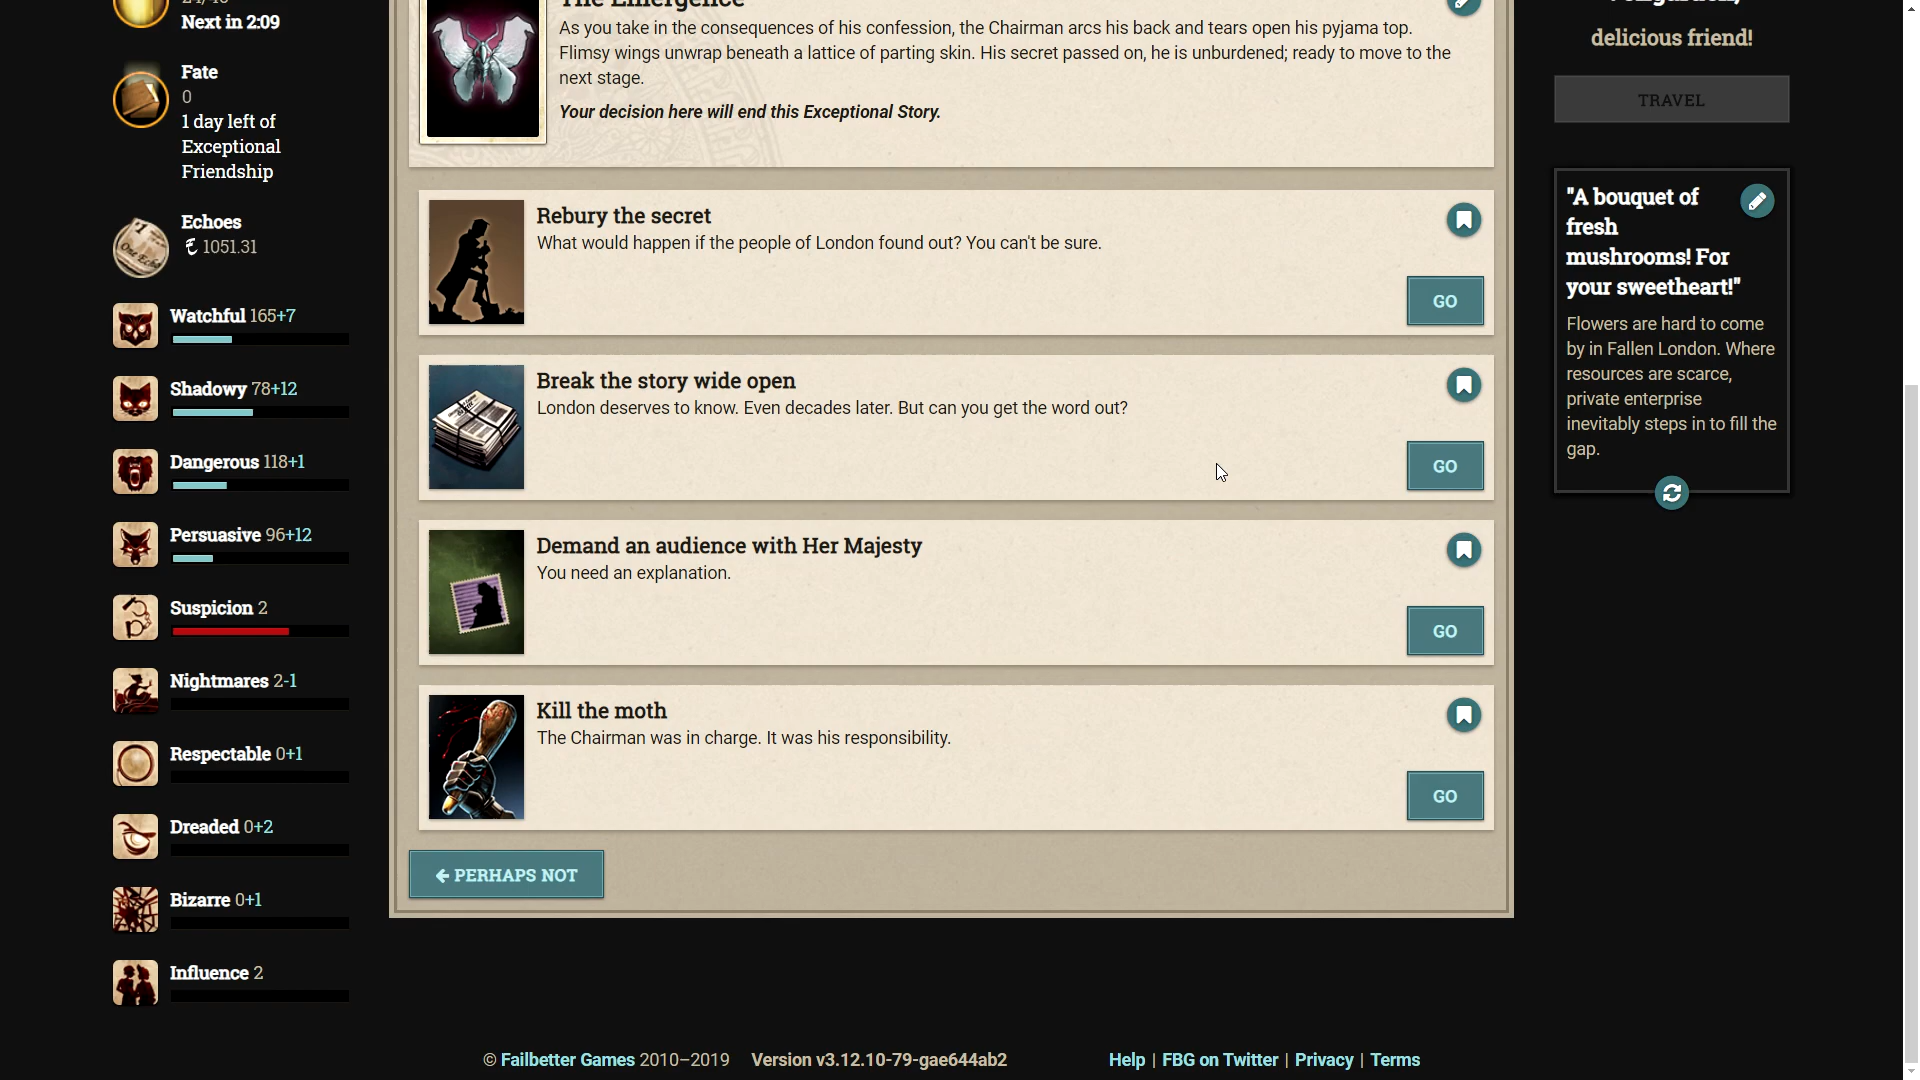 24/40
Next in 2:09
Fate
0
1 day left of
Exceptional
Friendship
Echoes
1051.31
Watchful 165+7
Shadowy 78+12
Dangerous 118+1
Persuasive 96+12
Suspicion 2
Nightmares 2-1
Respectable 0+1
Dreaded 0+2
Bizarre 0+1
Influence 2
The Emergence
As you take in the consequences of his confession, the Chairman arcs his back and tears open his pyjama top.
Flimsy wings unwrap beneath a lattice of parting skin. His secret passed on, he is unburdened; ready to move to the
next stage.
Your decision here will end this Exceptional Story.
Rebury the secret
What would happen if the people of London found out? You can't be sure.
GO
Break the story wide open
London deserves to know. Even decades later. But can you get the word out?
GO
Demand an audience with Her Majesty
You need an explanation.
GO
Kill the moth
The Chairman was in charge. It was his responsibility.
GO
PERHAPS NOT
delicious friend!
TRAVEL
"A bouquet of
fresh
mushrooms! For
your sweetheart!"
Flowers are hard to come
by in Fallen London. Where
resources are scarce,
private enterprise
inevitably steps in to fill the
gap.
© Failbetter Games 2010–2019 Version v3.12.10-79-gae644ab2 Help | FBG on Twitter | Privacy | Terms